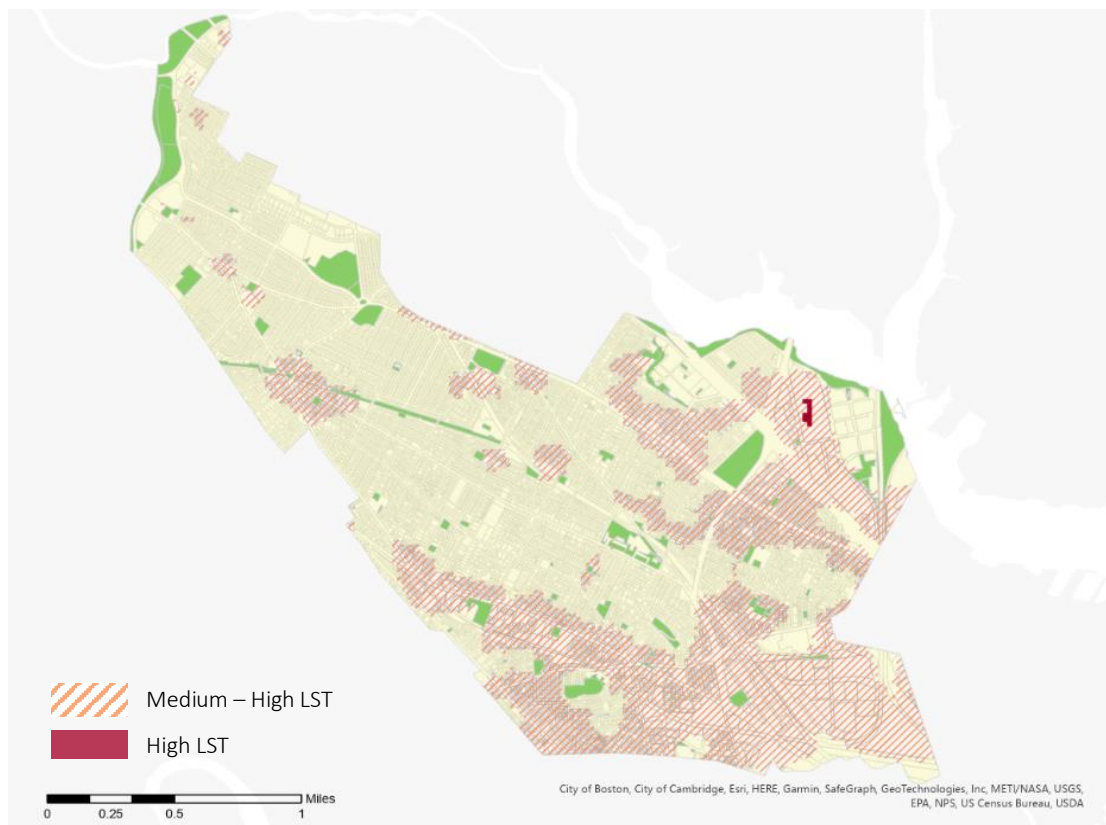 Medium – High LST
High LST
Miles
0 0.25 0.5 1
City of Boston, City of Cambridge, Esri, HERE, Garmin, SafeGraph, GeoTechnologies, Inc, METI/NASA, USGS,
EPA, NPS, US Census Bureau, USDA